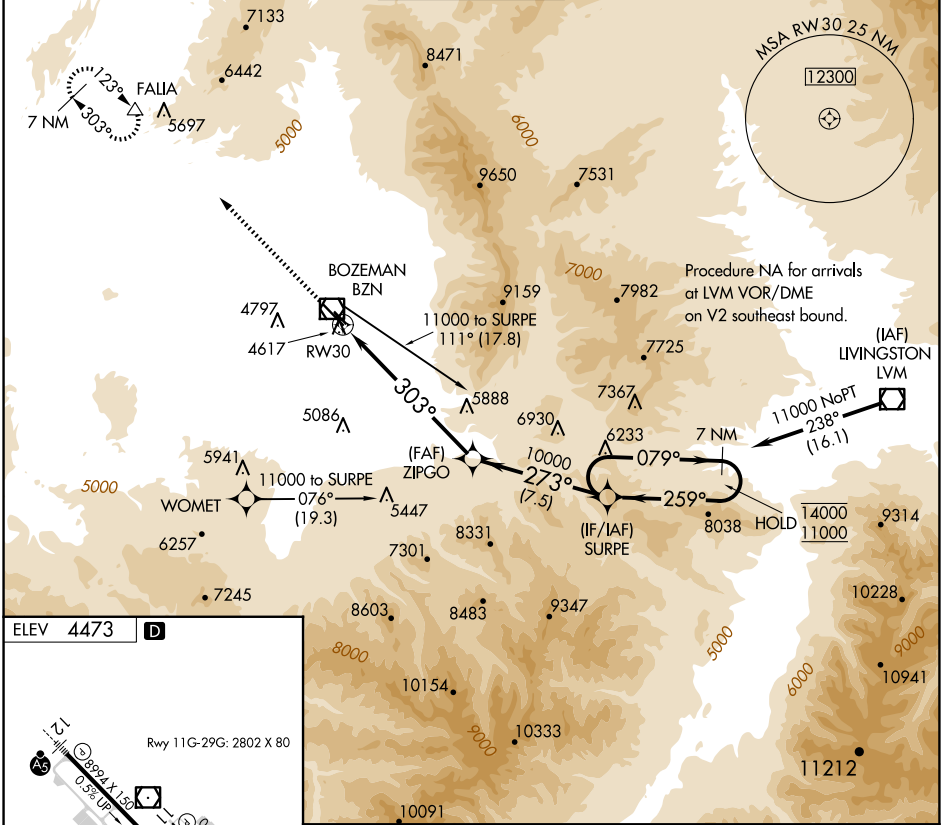 7133
8471
MSA RW30 25 NM
12300
6442
123°
FALIA
303°
7 NM
5697
5000
6000
9650
7531
BOZEMAN
BZN
7000
Procedure NA for arrivals
at LVM VOR/DME
on V2 southeast bound.
9159
7982
4797
11000 to SURPE
111° (17.8)
4617
RW30
7725
(IAF)
LIVINGSTON
LVM
303°
5888
7367
11000 NoPT
238°
(16.1)
5086
6930
6233
7 NM
(FAF)
ZIPGO
10000
273°
(7.5)
079°
5941
11000 to SURPE
076°
(19.3)
WOMET
5000
5447
259°
(IF/IAF)
SURPE
8038
HOLD
14000
11000
9314
6257
8331
7301
7245
8603
8483
9347
10228
5000
9000
ELEV 4473
D
8000
10941
6000
10154
9000
10333
11212
12
Rwy 11G-29G: 2802 X 80
A5
P
8994 X 150
0.5% UP
P
10091